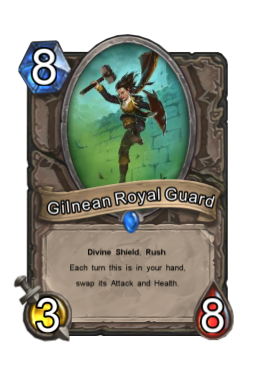 8
Gilnean Royal Guard
Divine Shield, Rush
Each turn this is in your hand,
swap its Attack and Health.
3
8